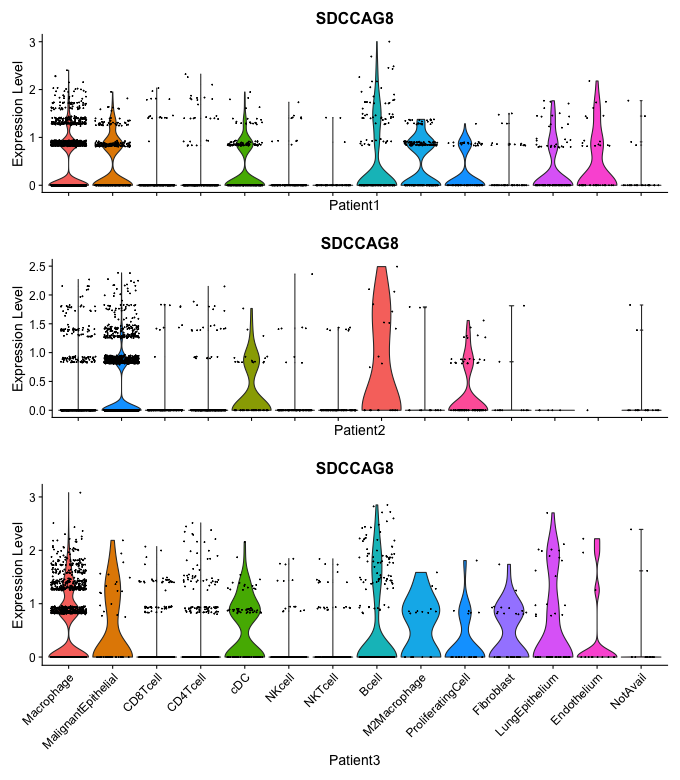 SDCCAG8
Expression Level
3
2
1
0
Patient1
SDCCAG8
Expression Level
2.5
2.0
1.5
1.0
0.5
0.0
Patient2
SDCCAG8
Expression Level
3
2
1
0
Macrophage
MalignantEpithelial
CD8Tcell
CD4Tcell
cDC
NKcell
NKTcell
Bcell
M2Macrophage
ProliferatingCell
Fibroblast
LungEpithelium
Endothelium
NotAvail
Patient3